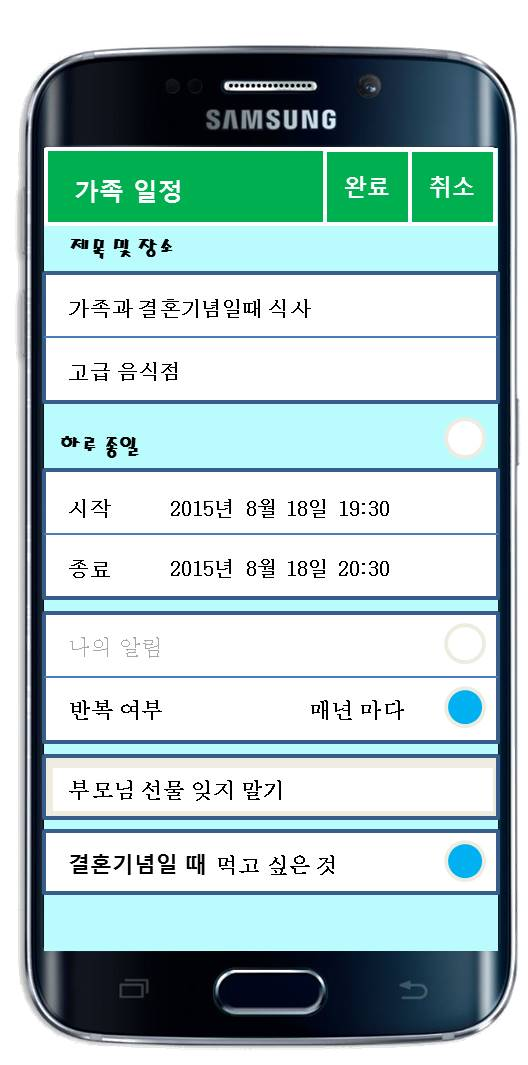 SAMSUNG
가족 일정 완료 취소
제목 및 장소
가족과 결혼기념일때 식사
고급 음식점
하루 종일
시작 2015년 8월 18일 19:30
종료 2015년 8월 18일 20:30
나의 알림
반복 여부 매년 마다
부모님 선물 잊지 말기
결혼기념일 때 먹고 싶은 것